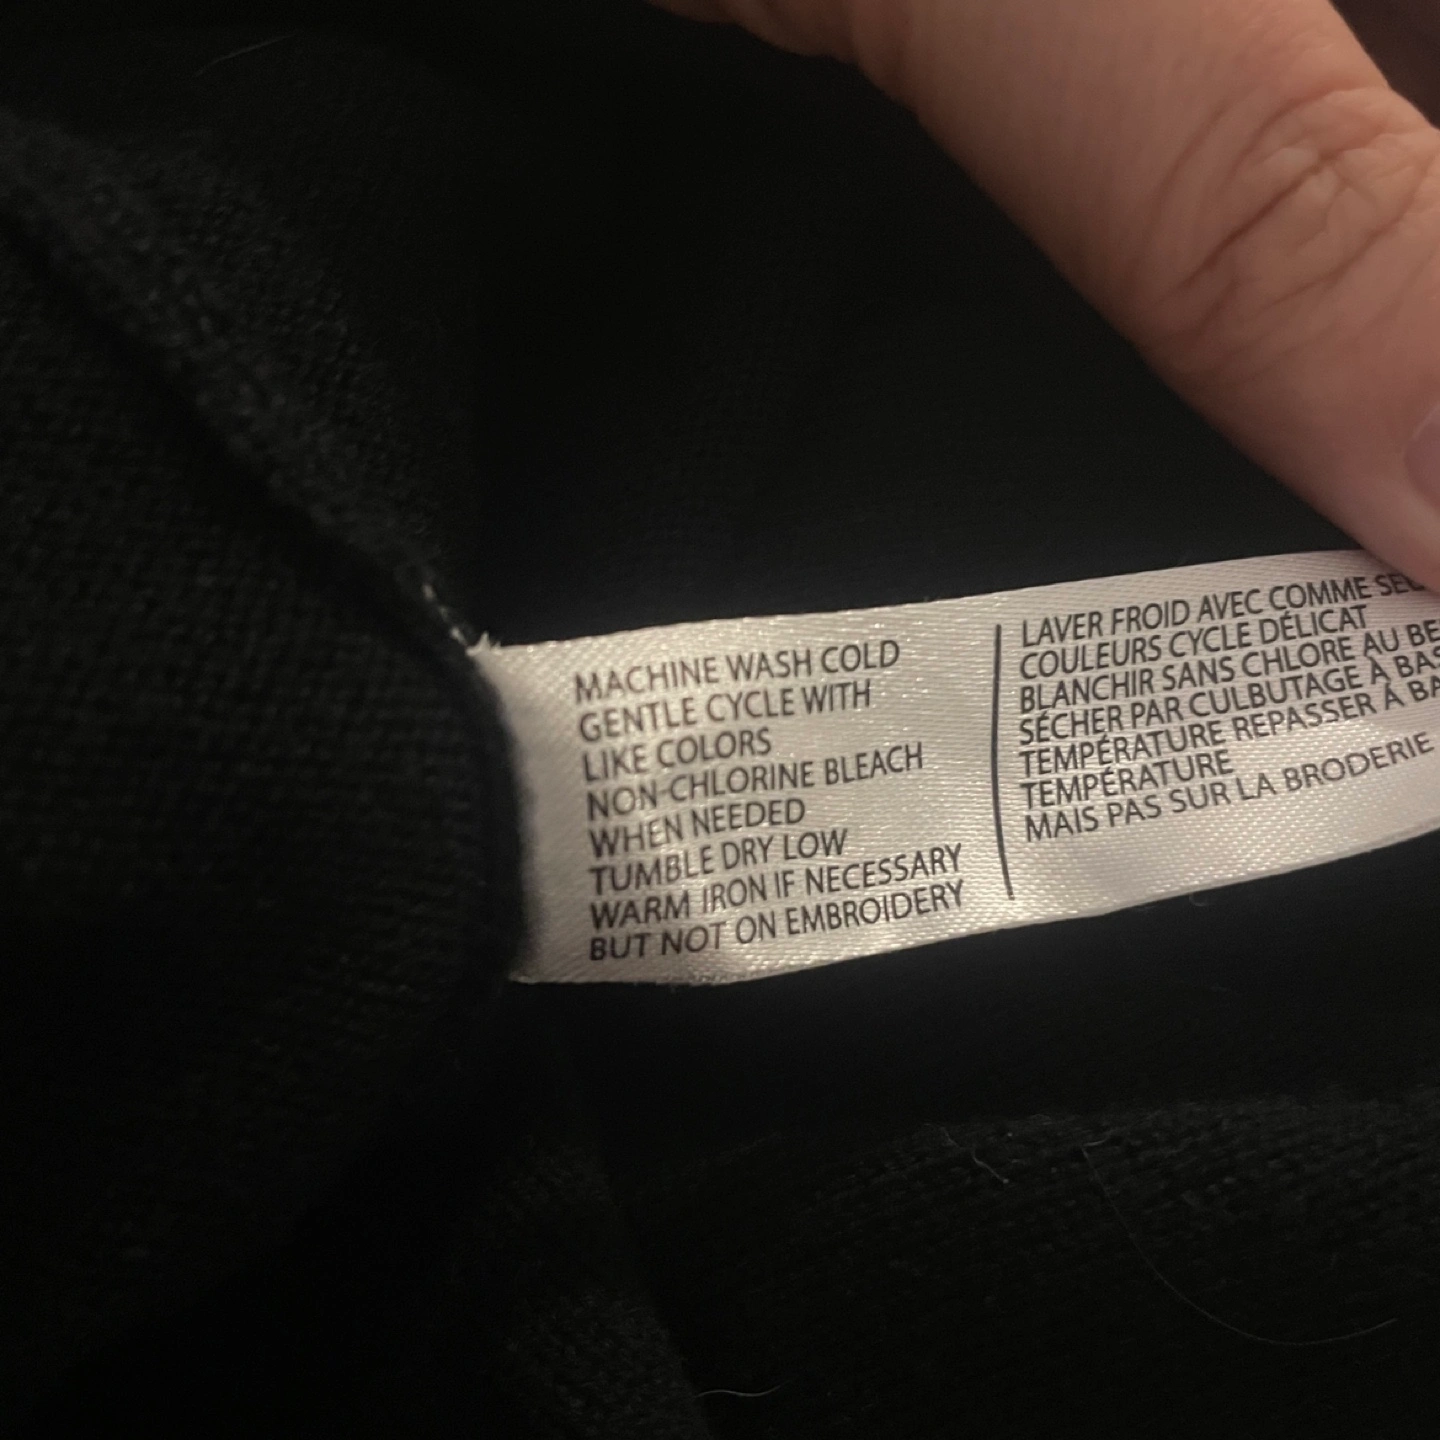 MACHINE WASH COLD
GENTLE CYCLE WITH
LIKE COLORS
NON-CHLORINE BLEACH
WHEN NEEDED
TUMBLE DRY LOW
WARM IRON IF NECESSARY
BUT NOT ON EMBROIDERY
LAVER FROID AVEC COMME
COULEURS CYCLE DÉLICAT
BLANCHIR SANS CHLORE AU
SÉCHER PAR CULBUTAGE À
TEMPÉRATURE REPASSER À
TEMPÉRATURE
MAIS PAS SUR LA BRODERIE